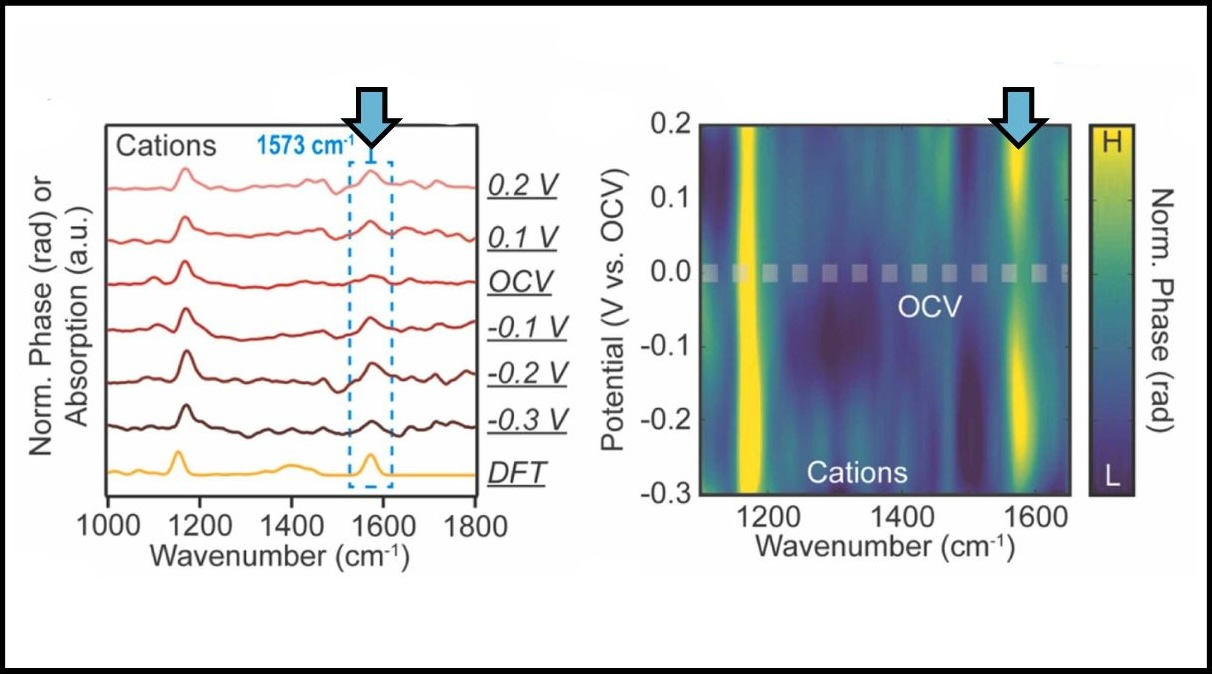 Cations
1573 cm⁻¹
Norm. Phase (rad) or
Absorption (a.u.)
0.2 V
0.1 V
OCV
-0.1 V
-0.2 V
-0.3 V
DFT
1000 1200 1400 1600 1800
Wavenumber (cm⁻¹)
Potential (V vs. OCV)
0.2
0.1
0.0
-0.1
-0.2
-0.3
OCV
Cations
1200 1400 1600
Wavenumber (cm⁻¹)
H
L
Norm. Phase (rad)